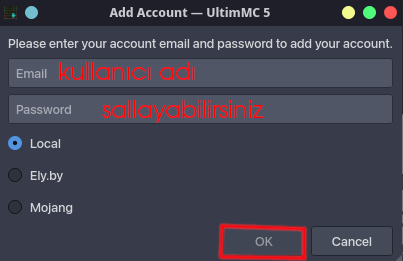 Add Account — UltimMC 5
Please enter your account email and password to add your account.
Email kullanıcı adı
Password sallayabilirsiniz
Local
Ely.by
Mojang
OK Cancel